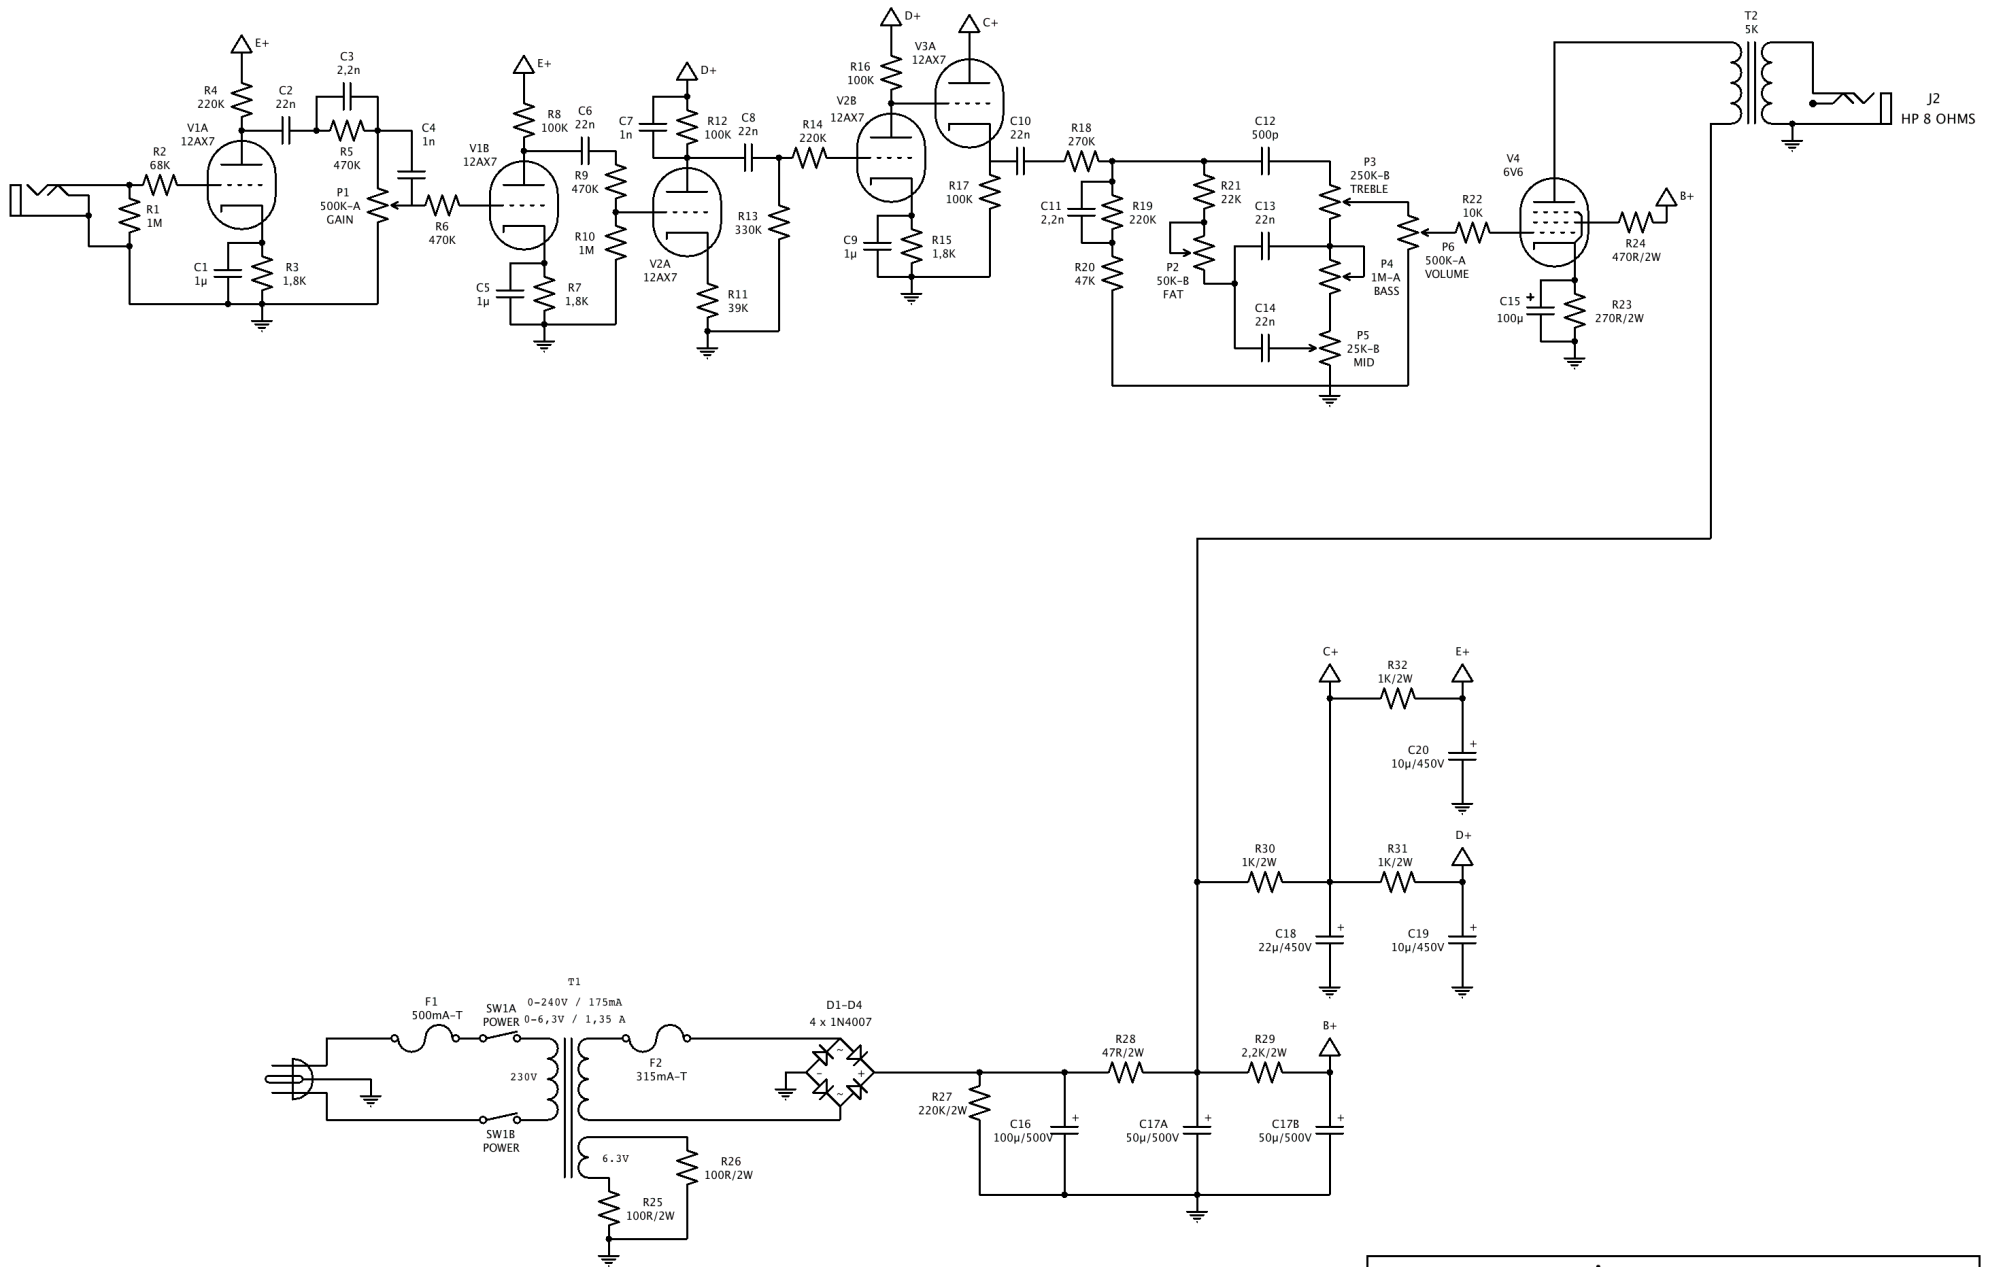 E+
R4
220K
C2
22n
C3
2,2n
V1A
12AX7
R2
68K
R1
1M
R5
470K
P1
500K-A
GAIN
C4
1n
C1
1µ
R3
1,8K
R6
470K
E+
R8
100K
C6
22n
V1B
12AX7
R9
470K
R10
1M
C5
1µ
R7
1,8K
D+
C7
1n
R12
100K
C8
22n
V2A
12AX7
R11
39K
R13
330K
R14
220K
D+
R16
100K
V2B
12AX7
C9
1µ
R15
1,8K
C+
V3A
12AX7
R17
100K
C10
22n
R18
270K
C11
2,2n
R19
220K
R20
47K
R21
22K
P2
50K-B
FAT
C12
500p
C13
22n
C14
22n
P3
250K-B
TREBLE
P4
1M-A
BASS
P5
25K-B
MID
P6
500K-A
VOLUME
R22
10K
V4
6V6
B+
R24
470R/2W
C15
+
100µ
R23
270R/2W
T2
5K
J2
HP 8 OHMS
C+
R32
1K/2W
E+
C20
10µ/450V
+
R30
1K/2W
R31
1K/2W
D+
C18
22µ/450V
+
C19
10µ/450V
+
F1
500mA-T
SW1A
POWER
SW1B
POWER
T1
0-240V / 175mA
0-6,3V / 1,35 A
230V
6.3V
F2
315mA-T
D1-D4
4 x 1N4007
~
-
+
~
R26
100R/2W
R25
100R/2W
R27
220K/2W
C16
100µ/500V
+
R28
47R/2W
C17A
50µ/500V
+
R29
2,2K/2W
B+
C17B
50µ/500V
+